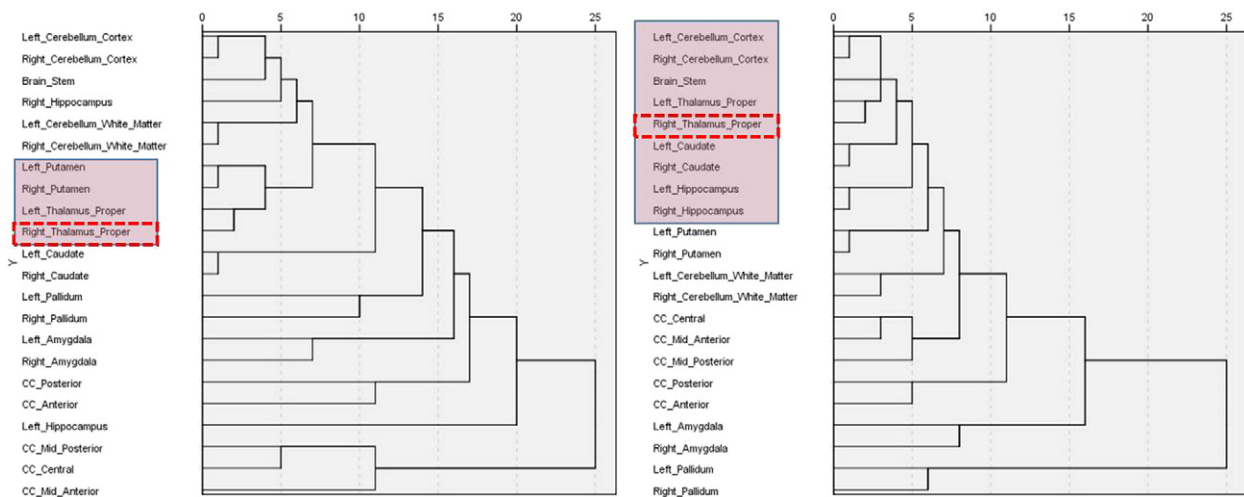 0 5 10 15 20 25
Left_Cerebellum_Cortex
Right_Cerebellum_Cortex
Brain_Stem
Right_Hippocampus
Left_Cerebellum_White_Matter
Right_Cerebellum_White_Matter
Left_Putamen
Right_Putamen
Left_Thalamus_Proper
Right_Thalamus_Proper
Left_Caudate
Y
Right_Caudate
Left_Pallidum
Right_Pallidum
Left_Amygdala
Right_Amygdala
CC_Posterior
CC_Anterior
Left_Hippocampus
CC_Mid_Posterior
CC_Central
CC_Mid_Anterior
0 5 10 15 20 25
Left_Cerebellum_Cortex
Right_Cerebellum_Cortex
Brain_Stem
Left_Thalamus_Proper
Right_Thalamus_Proper
Left_Caudate
Right_Caudate
Left_Hippocampus
Right_Hippocampus
Left_Putamen
Right_Putamen
Y
Left_Cerebellum_White_Matter
Right_Cerebellum_White_Matter
CC_Central
CC_Mid_Anterior
CC_Mid_Posterior
CC_Posterior
CC_Anterior
Left_Amygdala
Right_Amygdala
Left_Pallidum
Right_Pallidum